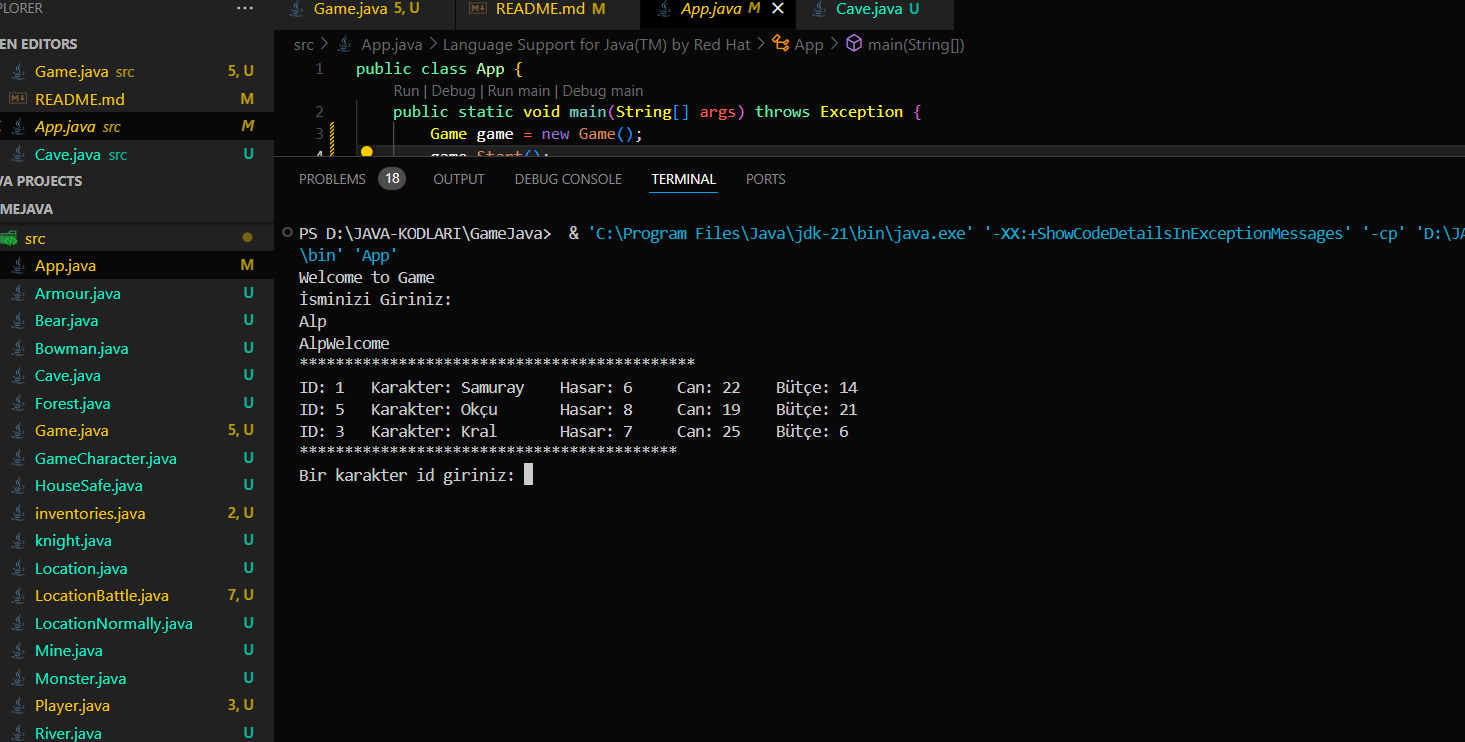 PLORER ...
EN EDITORS
Game.java src 5, U
README.md M
App.java src M
Cave.java src U
VA PROJECTS
MEJAVA
src
App.java M
Armour.java U
Bear.java U
Bowman.java U
Cave.java U
Forest.java U
Game.java 5, U
GameCharacter.java U
HouseSafe.java U
inventories.java 2, U
knight.java U
Location.java U
LocationBattle.java 7, U
LocationNormally.java U
Mine.java U
Monster.java U
Player.java 3, U
River.java U
Game.java 5, U README.md M App.java M Cave.java U
src > App.java > Language Support for Java(TM) by Red Hat > App > main(String[])
1 public class App {
Run | Debug | Run main | Debug main
2 public static void main(String[] args) throws Exception {
3 Game game = new Game();
4 game.Start();
PROBLEMS 18 OUTPUT DEBUG CONSOLE TERMINAL PORTS
PS D:\JAVA-KODLARI\GameJava> & 'C:\Program Files\Java\jdk-21\bin\java.exe' '-XX:+ShowCodeDetailsInExceptionMessages' '-cp' 'D:\JA
\bin' 'App'
Welcome to Game
İsminizi Giriniz:
Alp
AlpWelcome
********************************************
ID: 1 Karakter: Samuray Hasar: 6 Can: 22 Bütçe: 14
ID: 5 Karakter: Okçu Hasar: 8 Can: 19 Bütçe: 21
ID: 3 Karakter: Kral Hasar: 7 Can: 25 Bütçe: 6
******************************************
Bir karakter id giriniz: